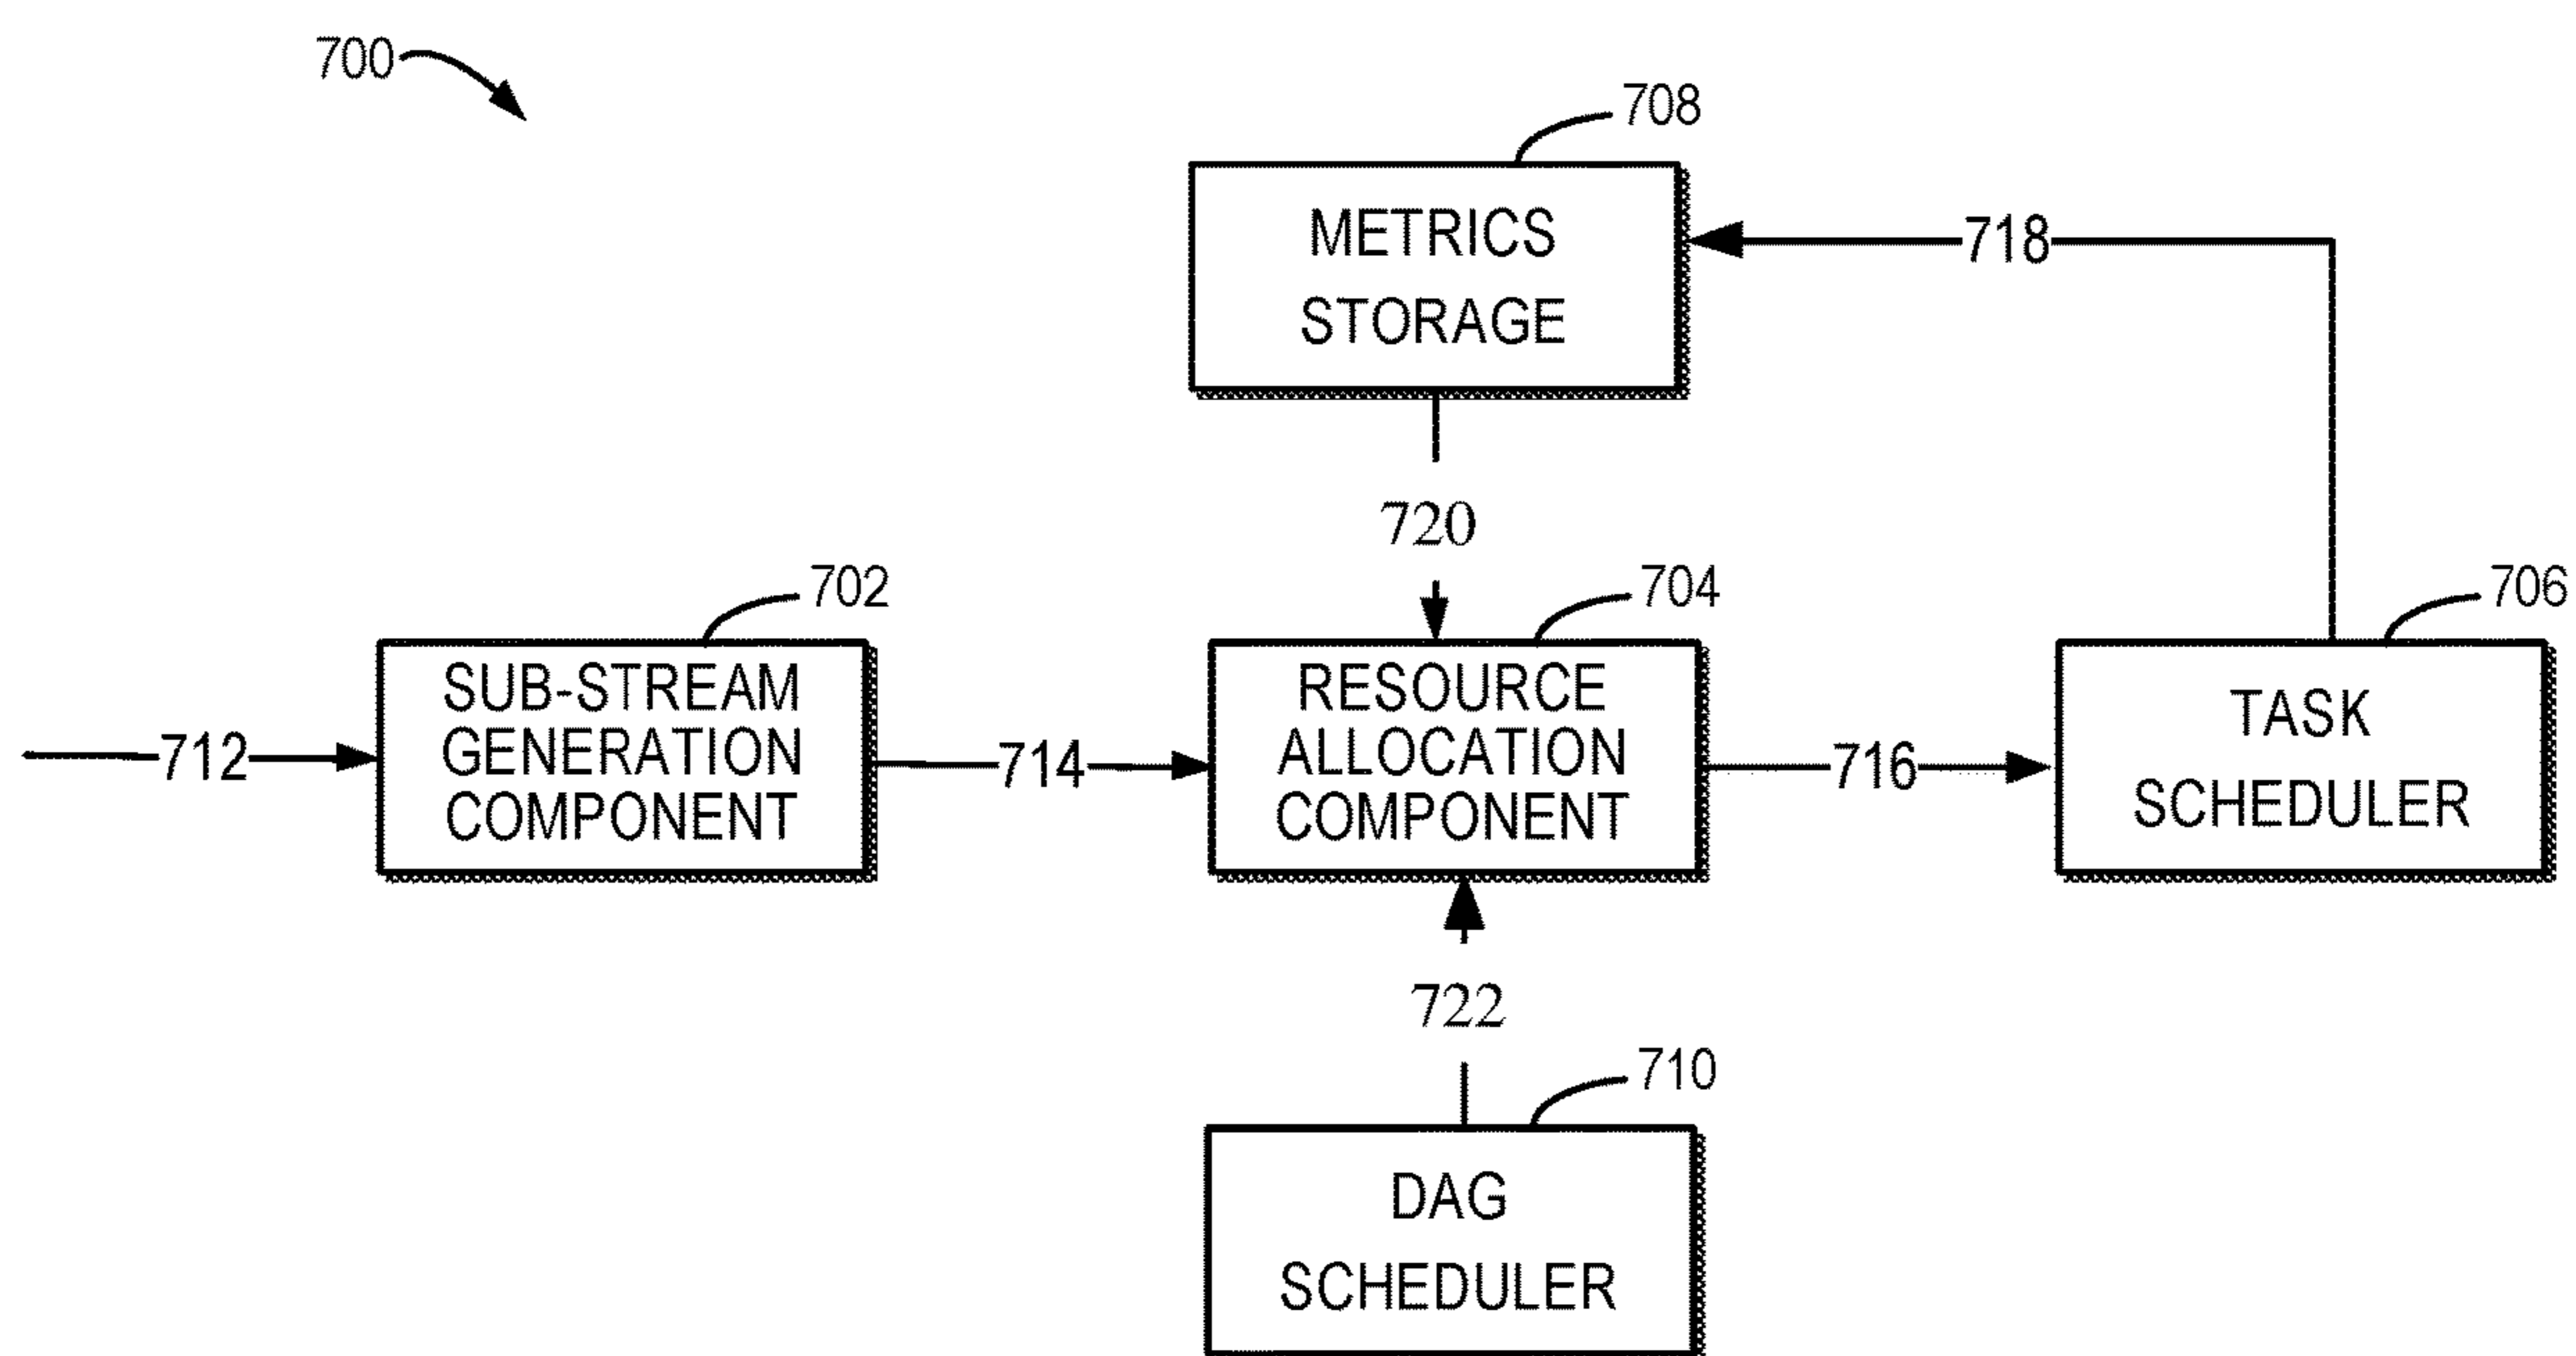 700
708
METRICS
STORAGE
718
720
702
704
706
SUB-STREAM
GENERATION
COMPONENT
RESOURCE
ALLOCATION
COMPONENT
TASK
SCHEDULER
712
714
716
722
710
DAG
SCHEDULER